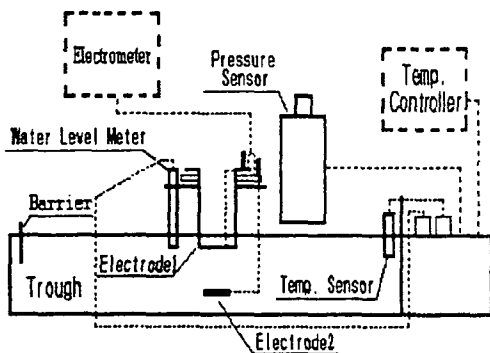 Electrometer
Pressure
Sensor
Temp.
Controller
Water Level Meter
Barrier
Electrode1
Trough
Temp. Sensor
Electrode2